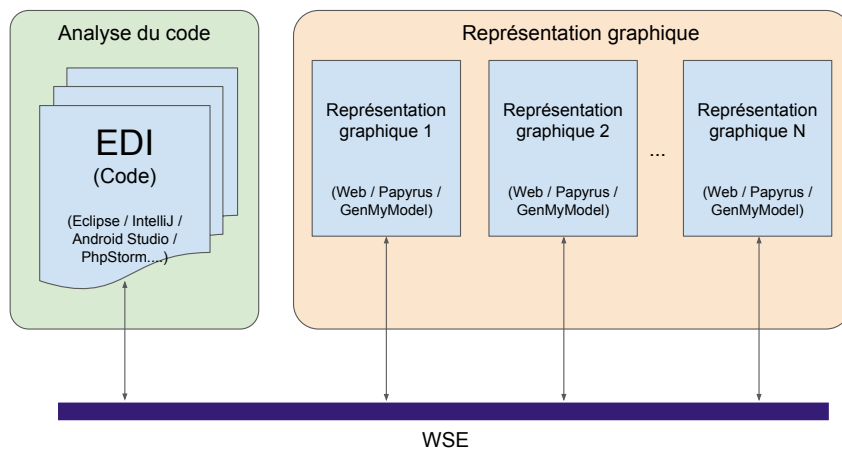 Analyse du code
EDI
(Code)
(Eclipse / IntelliJ /
Android Studio /
PhpStorm....)
Représentation graphique
Représentation
graphique 1
(Web / Papyrus /
GenMyModel)
Représentation
graphique 2
(Web / Papyrus /
GenMyModel)
...
Représentation
graphique N
(Web / Papyrus /
GenMyModel)
WSE